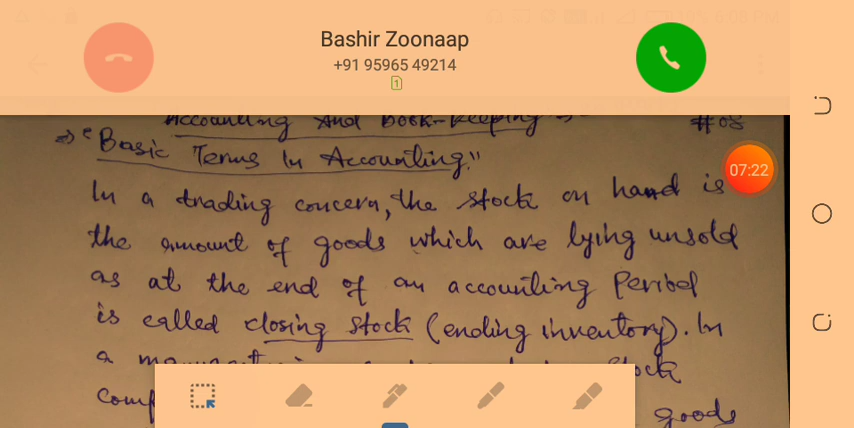 Bashir Zoonaap
+91 95965 49214
1
Accounting And Book-keeping #08
⇒ "Basic Terms In Accounting"
07:22
In a trading concern, the stock on hand is
the amount of goods which are lying unsold
as at the end of an accounting Period
is called closing stock (ending inventory). In
a stock
goods